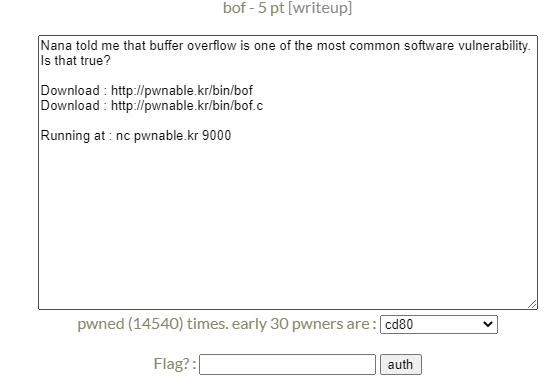 bof - 5 pt [writeup]
Nana told me that buffer overflow is one of the most common software vulnerability.
Is that true?
Download : http://pwnable.kr/bin/bof
Download : http://pwnable.kr/bin/bof.c
Running at : nc pwnable.kr 9000
pwned (14540) times. early 30 pwners are : cd80
Flag? : auth